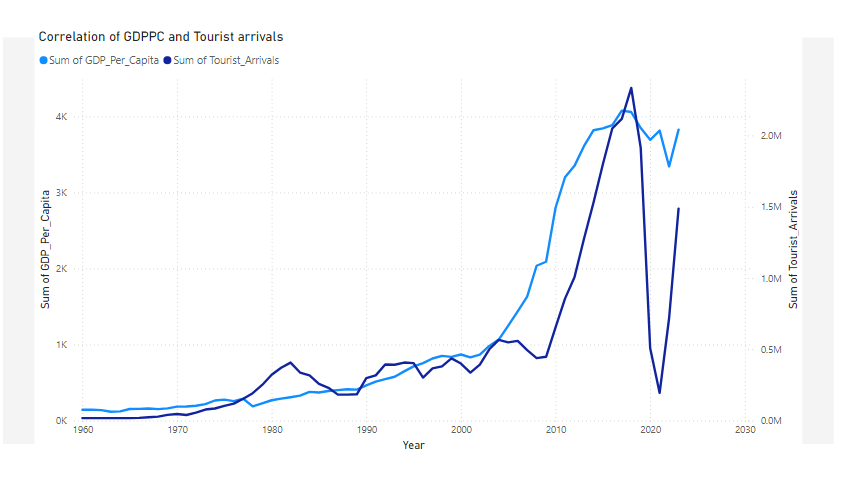 Correlation of GDPPC and Tourist arrivals
Sum of GDP_Per_Capita Sum of Tourist_Arrivals
Sum of GDP_Per_Capita
4K
3K
2K
1K
0K
2.0M
1.5M
1.0M
0.5M
0.0M
Sum of Tourist_Arrivals
1960 1970 1980 1990 2000 2010 2020 2030
Year